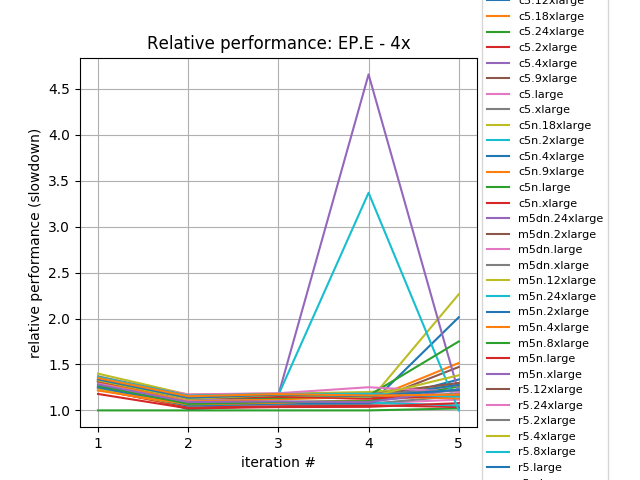 Relative performance: EP.E - 4x
relative performance (slowdown)
4.5
4.0
3.5
3.0
2.5
2.0
1.5
1.0
1 2 3 4 5
iteration #
c5.12xlarge
c5.18xlarge
c5.24xlarge
c5.2xlarge
c5.4xlarge
c5.9xlarge
c5.large
c5.xlarge
c5n.18xlarge
c5n.2xlarge
c5n.4xlarge
c5n.9xlarge
c5n.large
c5n.xlarge
m5dn.24xlarge
m5dn.2xlarge
m5dn.large
m5dn.xlarge
m5n.12xlarge
m5n.24xlarge
m5n.2xlarge
m5n.4xlarge
m5n.8xlarge
m5n.large
m5n.xlarge
r5.12xlarge
r5.24xlarge
r5.2xlarge
r5.4xlarge
r5.8xlarge
r5.large